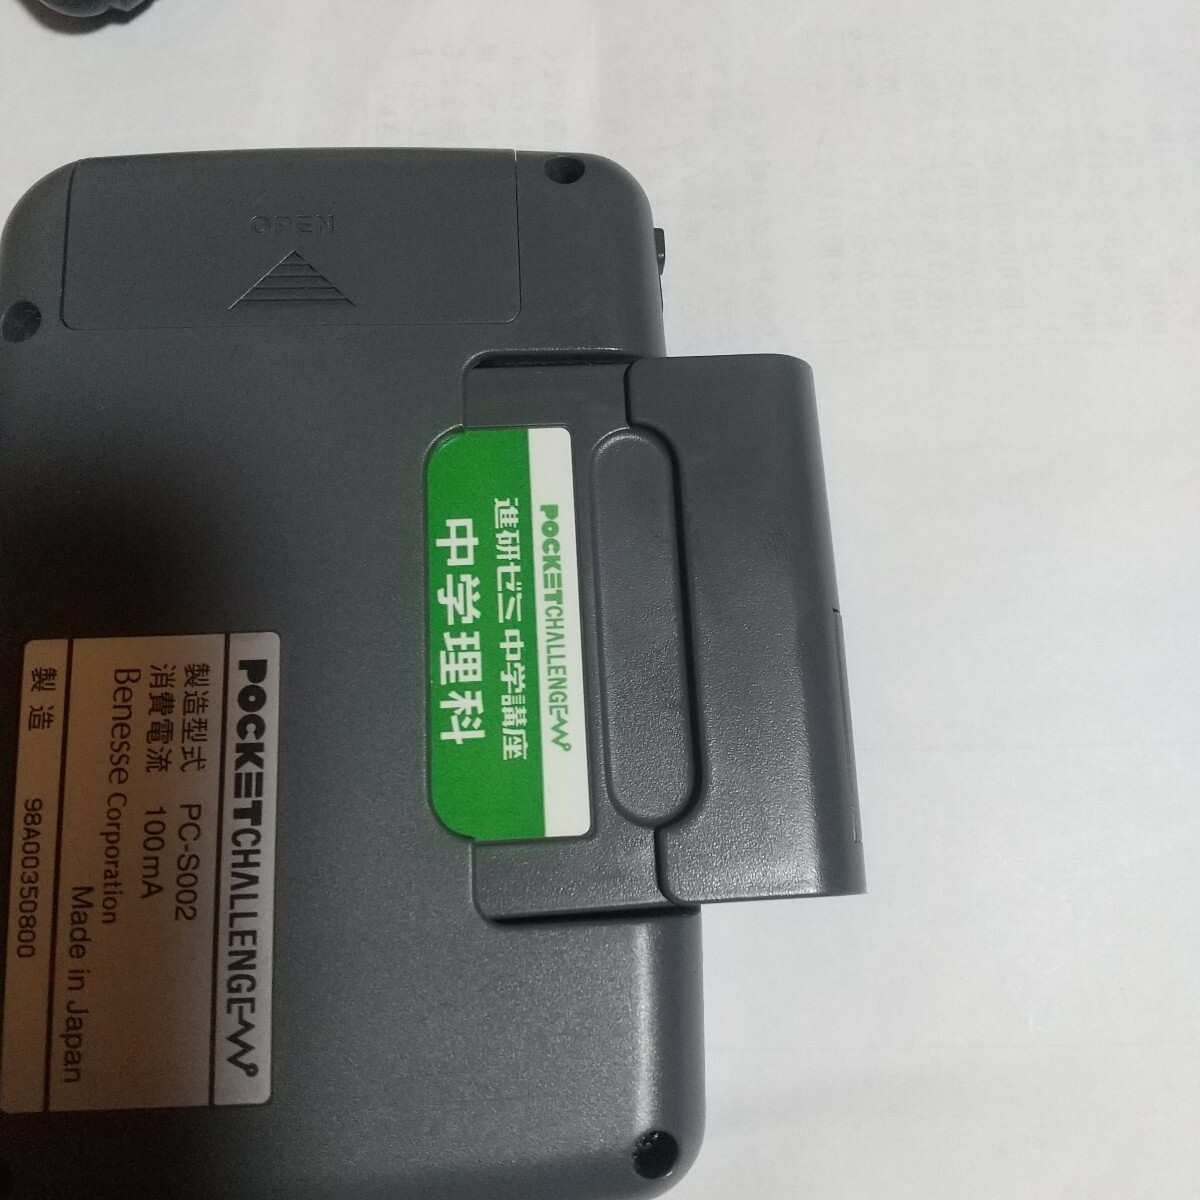 OPEN
POCKETCHALLENGE
進研ゼミ 中学講座
中学理科
POCKETCHALLENGE
製造型式 PC-S002
消費電流 100mA
Benesse Corporation
Made in Japan
製造 98A00350800